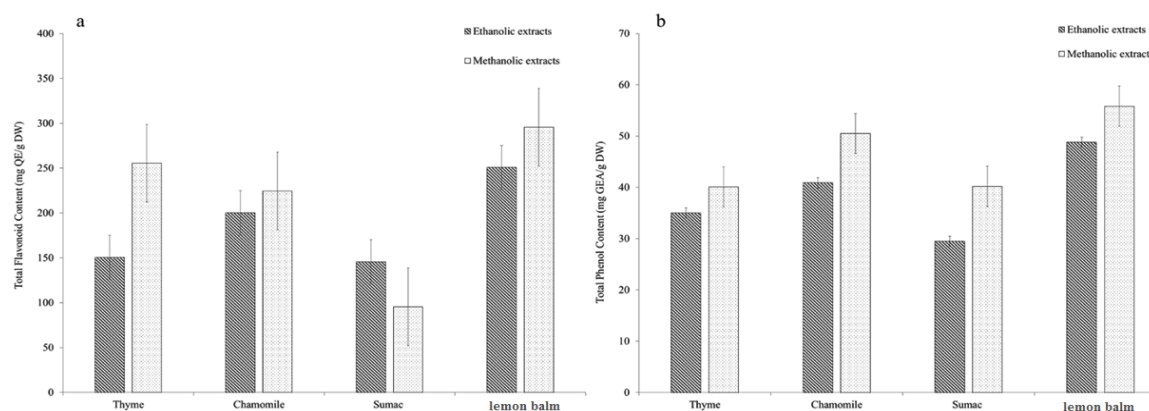 a
Ethanolic extracts
Methanolic extracts
Total Flavonoid Content (mg QE/g DW)
400
350
300
250
200
150
100
50
0
Thyme
Chamomile
Sumac
lemon balm
b
Ethanolic extracts
Methanolic extracts
Total Phenol Content (mg GEA/g DW)
70
60
50
40
30
20
10
0
Thyme
Chamomile
Sumac
lemon balm